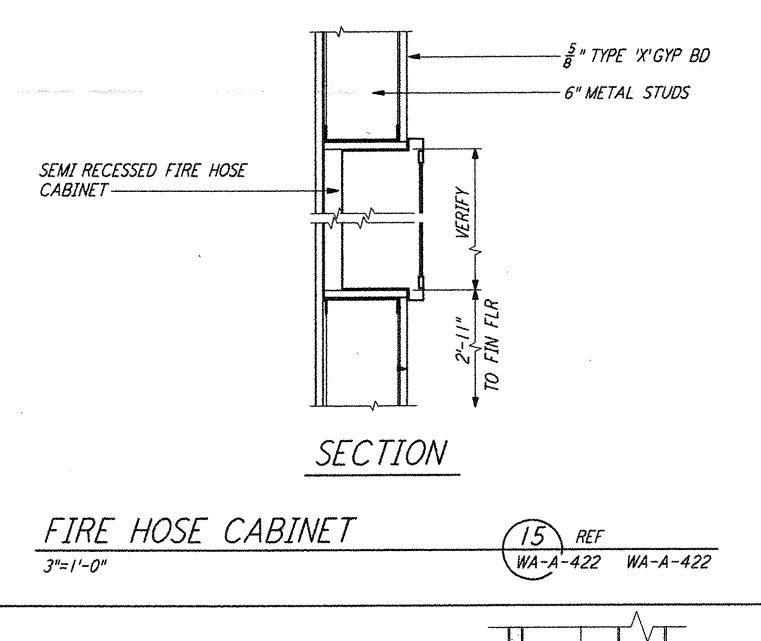 5/8" TYPE 'X' GYP BD
6" METAL STUDS
SEMI RECESSED FIRE HOSE
CABINET
VERIFY
2'-11"
TO FIN FLR
SECTION
FIRE HOSE CABINET
3"=1'-0"
15 REF
WA-A-422 WA-A-422